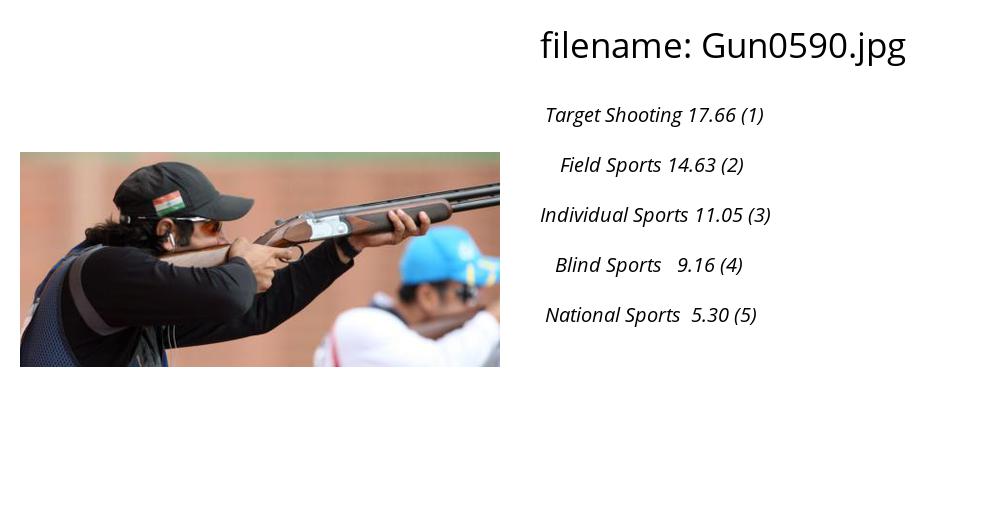 filename: Gun0590.jpg
Target Shooting 17.66 (1)
Field Sports 14.63 (2)
Individual Sports 11.05 (3)
Blind Sports 9.16 (4)
National Sports 5.30 (5)